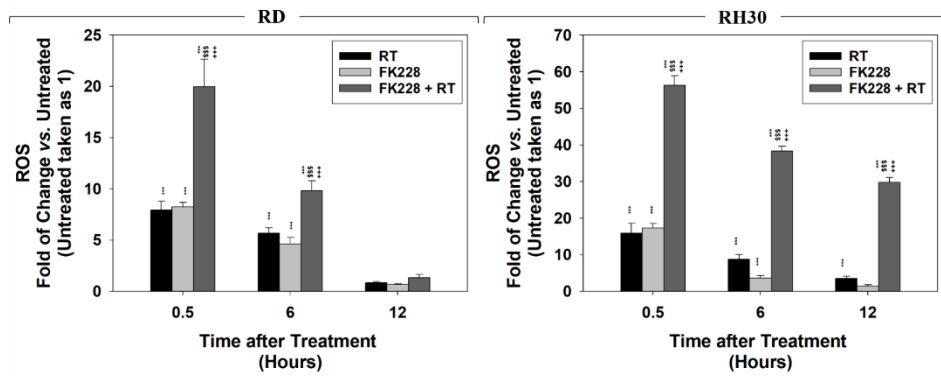 RD
25
20
15
10
5
0
ROS
Fold of Change vs. Untreated
(Untreated taken as 1)
RT
FK228
FK228 + RT
*** *** *** §§§ ‡‡‡
*** *** *** §§§ ‡‡‡
0.5 6 12
Time after Treatment
(Hours)
RH30
70
60
50
40
30
20
10
0
ROS
Fold of Change vs. Untreated
(Untreated taken as 1)
RT
FK228
FK228 + RT
*** *** *** §§§ ‡‡‡
*** *** *** §§§ ‡‡‡
*** *** §§§ ‡‡‡
0.5 6 12
Time after Treatment
(Hours)